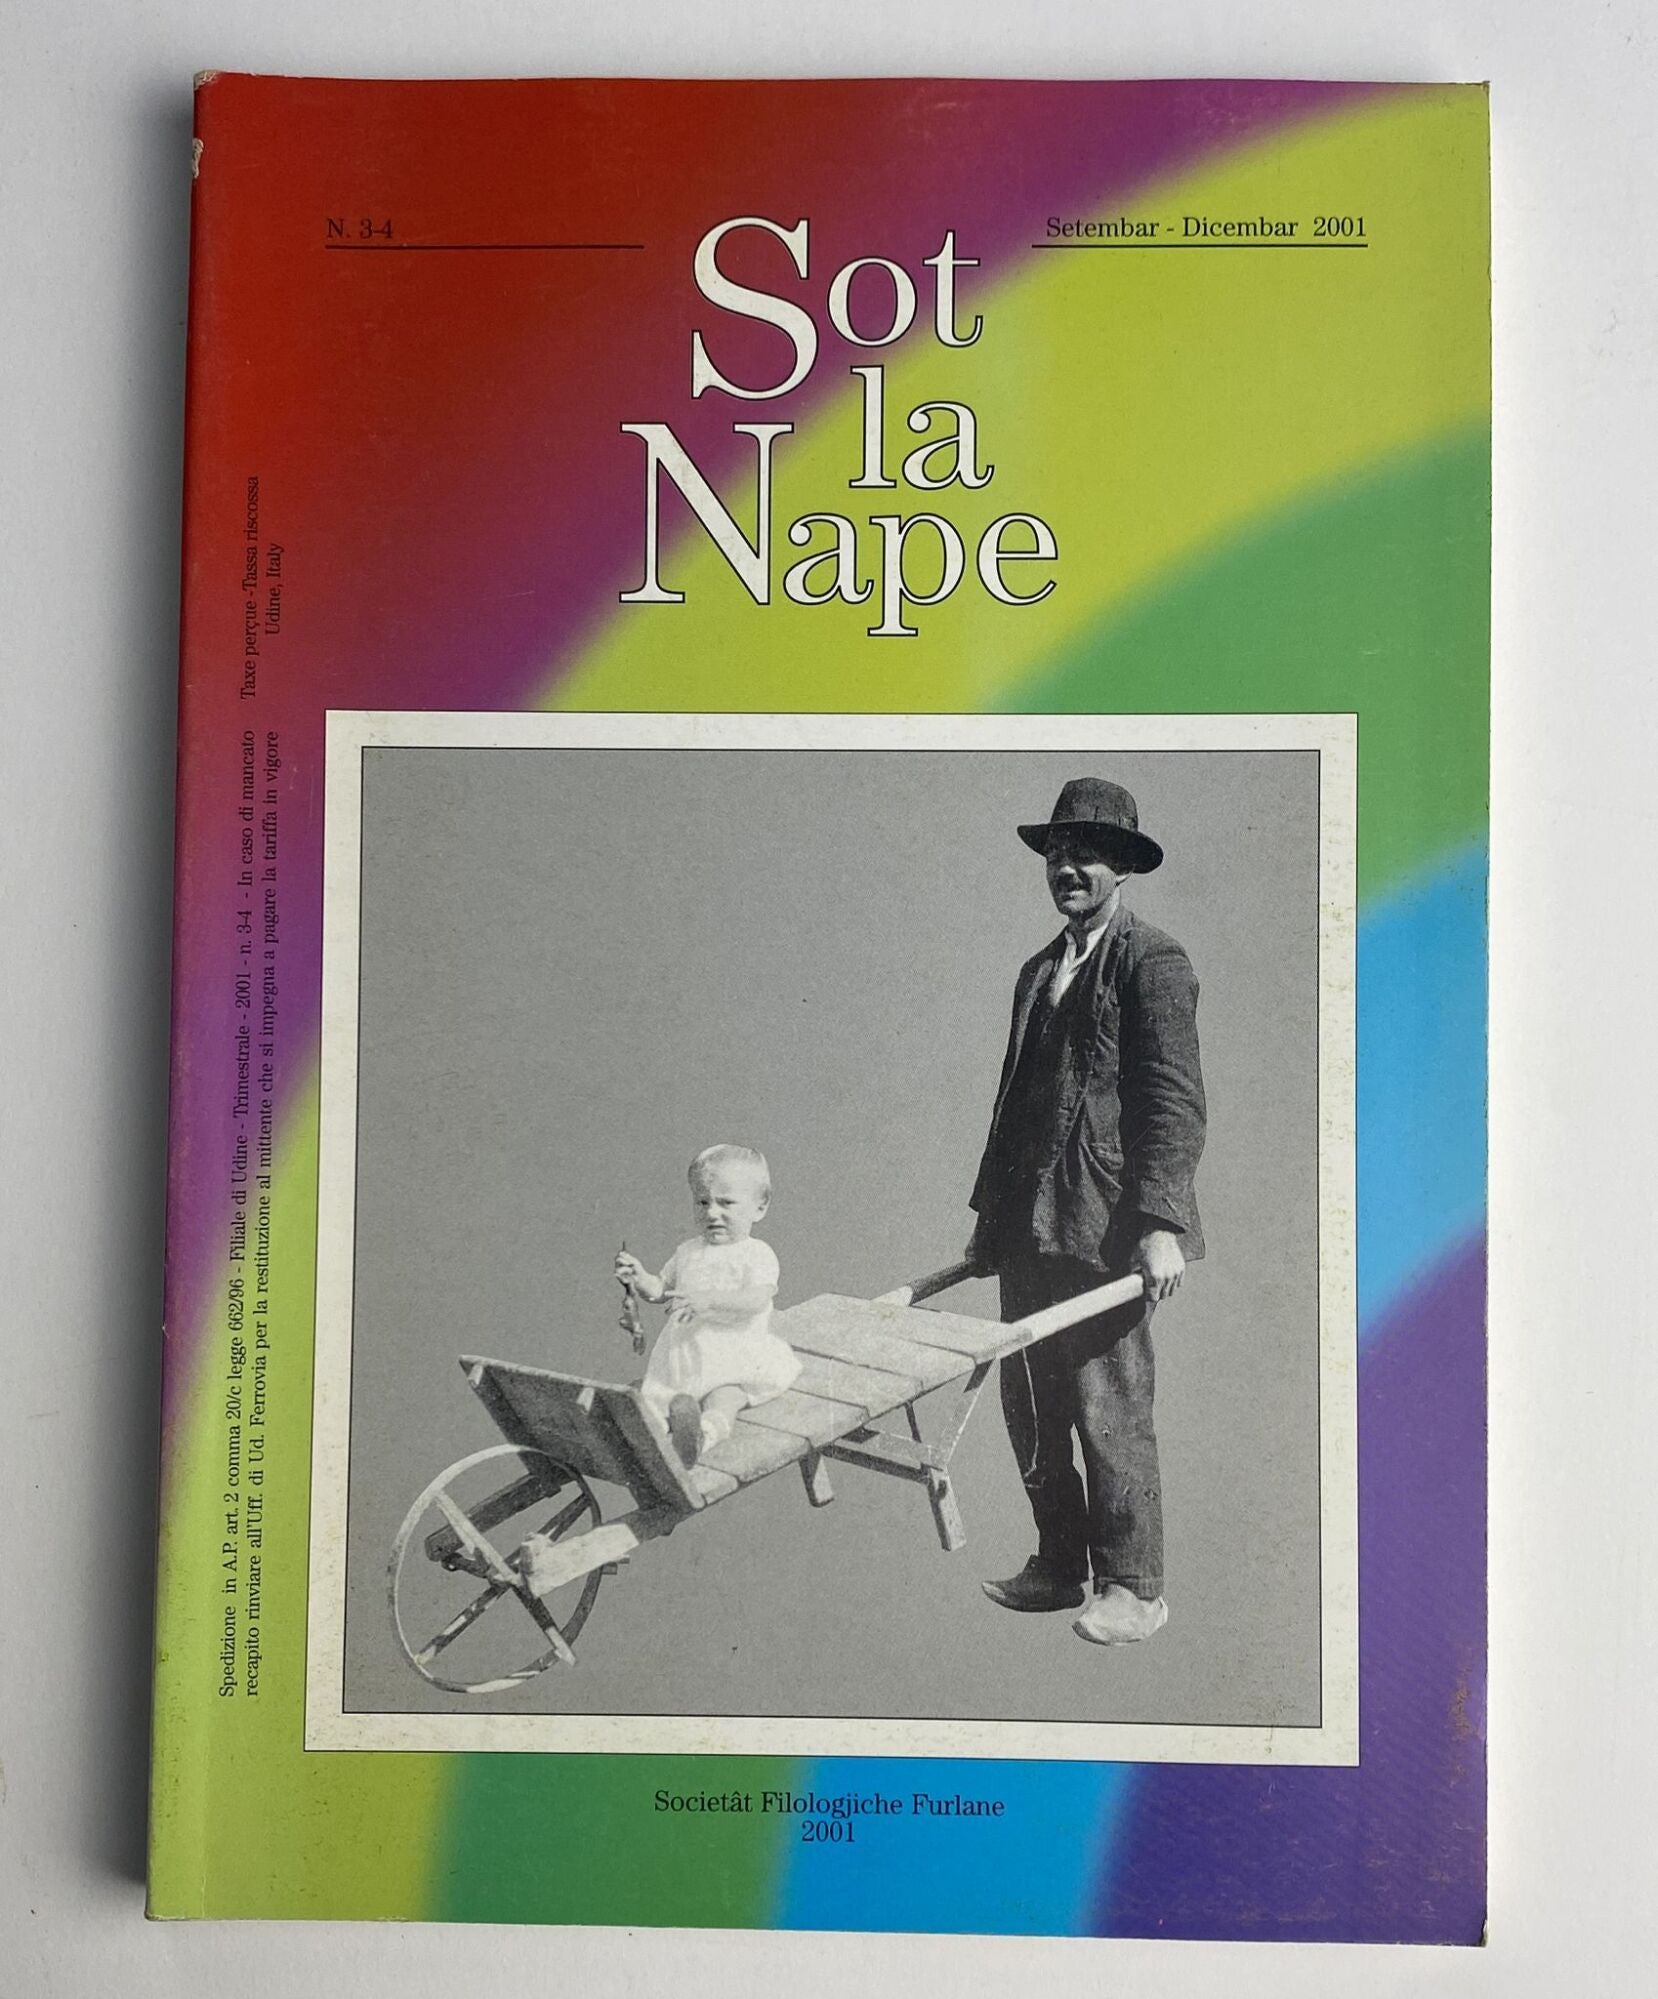 N. 3-4
Setembar - Dicembar 2001
Sot
la
Nape
Taxe perçue -Tassa riscossa
Udine, Italy
Spedizione in A.P. art. 2 comma 20/c legge 662/96 - Filiale di Udine - Trimestrale - 2001 - n. 3-4 - In caso di mancato
recapito rinviare all'Uff. di Ud. Ferrovia per la restituzione al mittente che si impegna a pagare la tariffa in vigore
Societât Filologjiche Furlane
2001